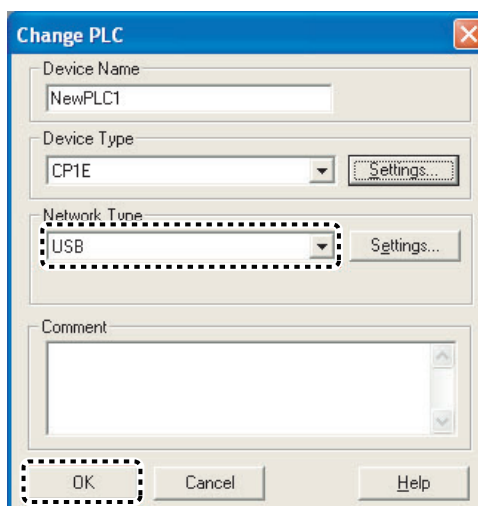 Change PLC
Device Name
NewPLC1
Device Type
CP1E
Settings...
Network Type
USB
Settings...
Comment
OK
Cancel
Help